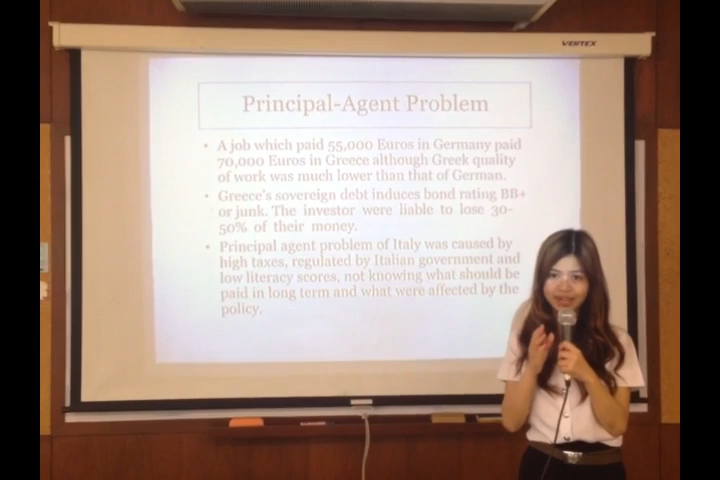 VERTEX
Principal-Agent Problem
• A job which paid 55,000 Euros in Germany paid
70,000 Euros in Greece although Greek quality
of work was much lower than that of German.
• Greece's sovereign debt induces bond rating BB+
or junk. The investor were liable to lose 30-
50% of their money.
• Principal agent problem of Italy was caused by
high taxes, regulated by Italian government and
low literacy scores, not knowing what should be
paid in long term and what were affected by the
policy.